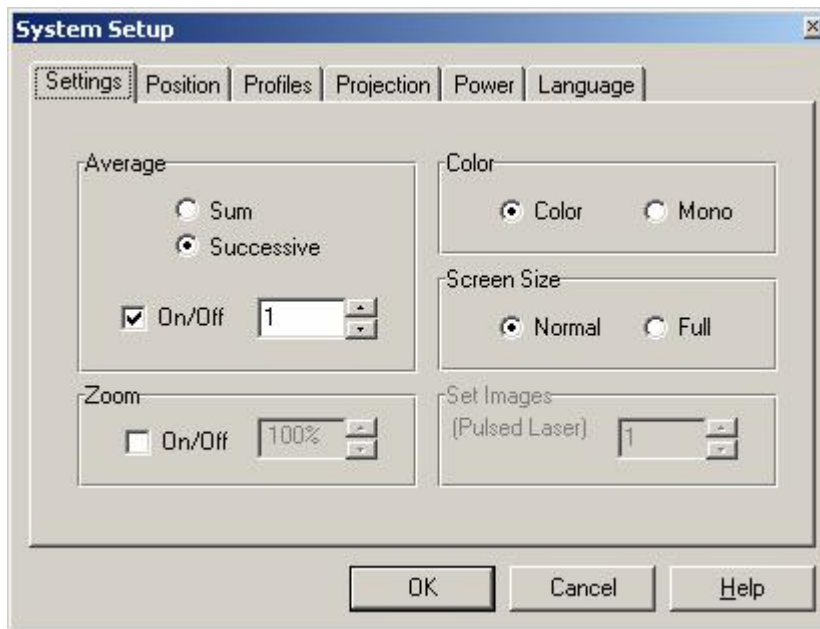 System Setup
Settings Position Profiles Projection Power Language
Average
Sum
Successive
On/Off 1
Color
Color Mono
Screen Size
Normal Full
Zoom
On/Off 100%
Set Images
(Pulsed Laser) 1
OK Cancel Help